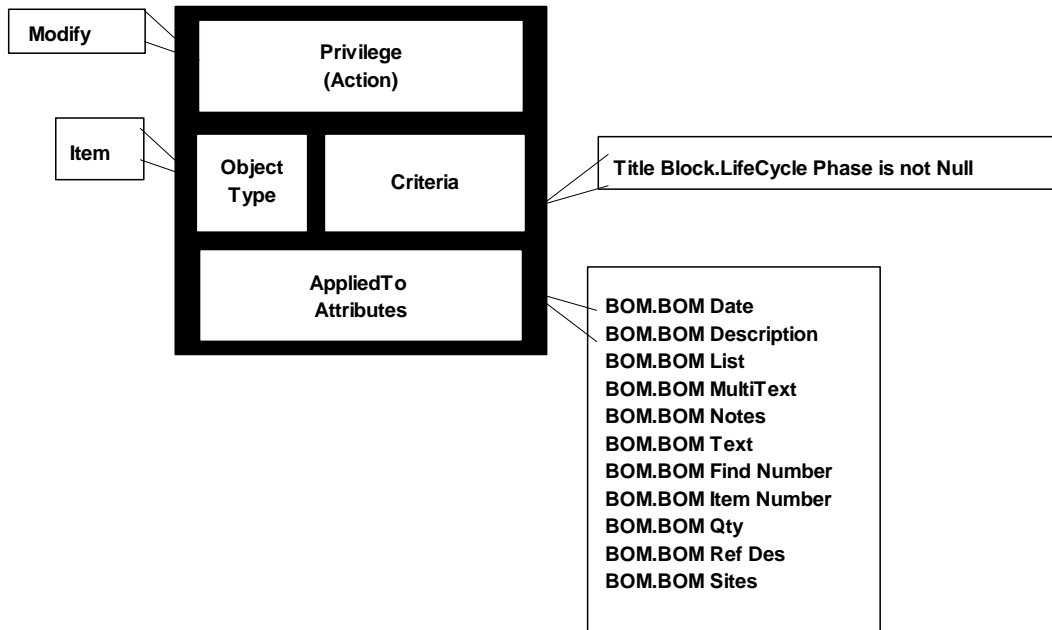 Modify
Privilege
(Action)
Item
Object
Type
Criteria
Title Block.LifeCycle Phase is not Null
AppliedTo
Attributes
BOM.BOM Date
BOM.BOM Description
BOM.BOM List
BOM.BOM MultiText
BOM.BOM Notes
BOM.BOM Text
BOM.BOM Find Number
BOM.BOM Item Number
BOM.BOM Qty
BOM.BOM Ref Des
BOM.BOM Sites